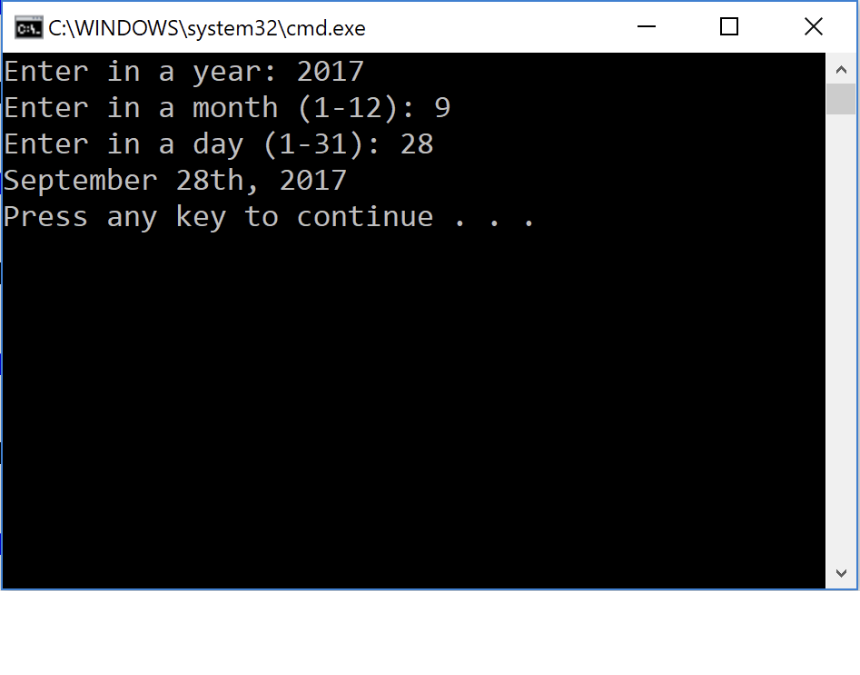 C:\WINDOWS\system32\cmd.exe
Enter in a year: 2017
Enter in a month (1-12): 9
Enter in a day (1-31): 28
September 28th, 2017
Press any key to continue . . .